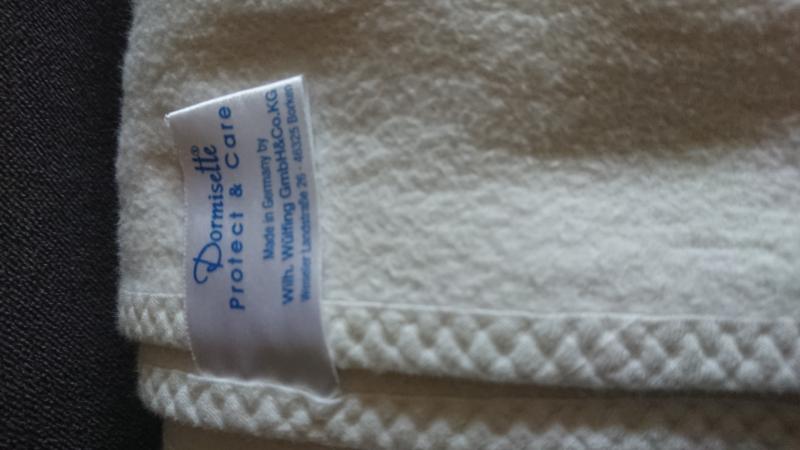 Dormisette®
Protect & Care
Made in Germany by
Wilh. Wülfing GmbH&Co.KG
Weseler Landstraße 26 · 46325 Borken